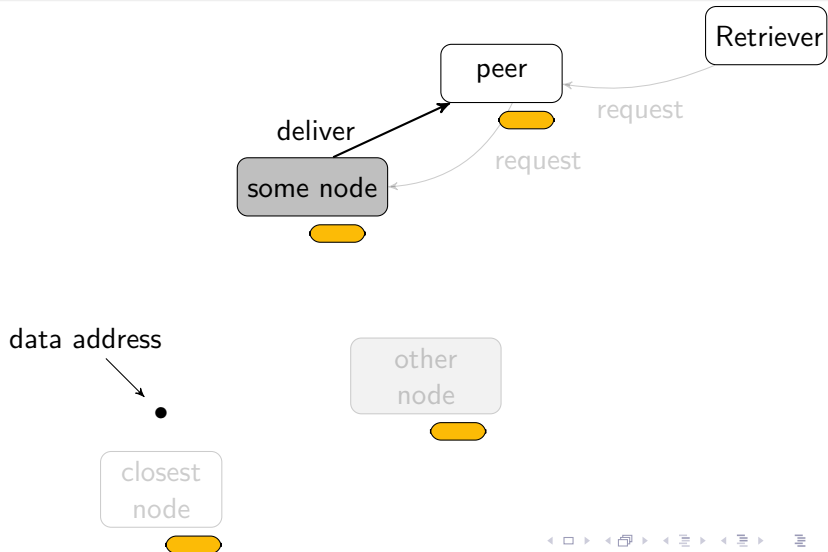 Retriever
peer
request
deliver
request
some node
data address
other
node
closest
node